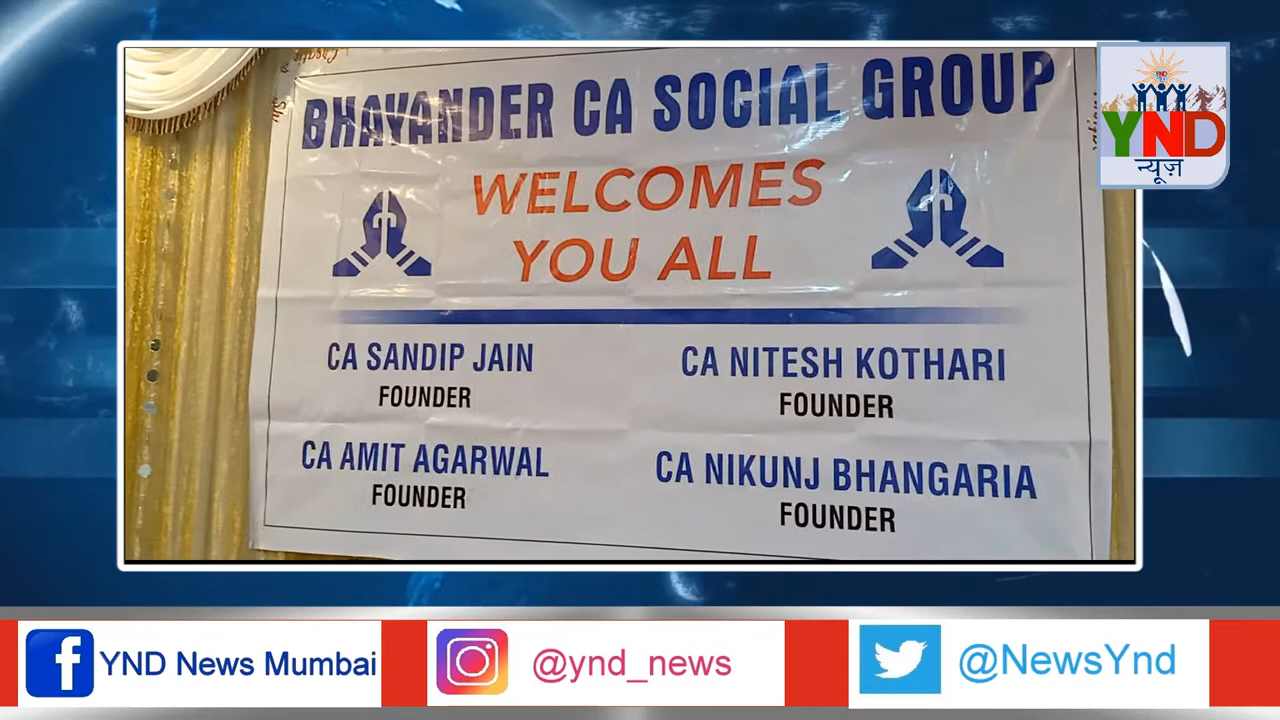 BHAYANDER CA SOCIAL GROUP
WELCOMES
YOU ALL
CA SANDIP JAIN
FOUNDER
CA NITESH KOTHARI
FOUNDER
CA AMIT AGARWAL
FOUNDER
CA NIKUNJ BHANGARIA
FOUNDER
YND
न्यूज़
YND News Mumbai
@ynd_news
@NewsYnd